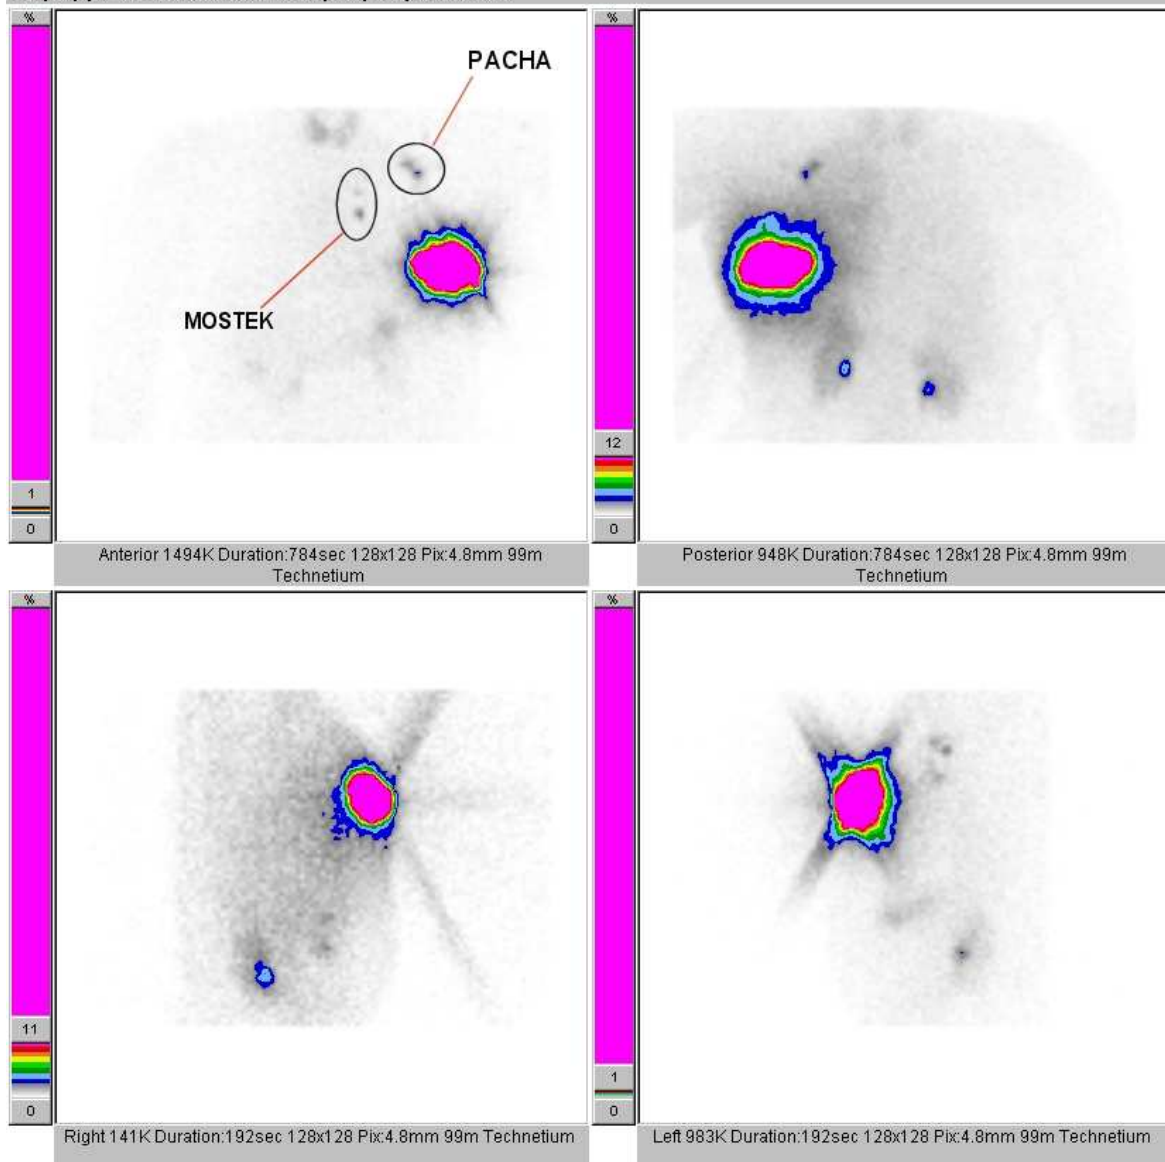 %
%
PACHA
MOSTEK
1
0
12
0
Anterior 1494K Duration:784sec 128x128 Pix:4.8mm 99m
Technetium
Posterior 948K Duration:784sec 128x128 Pix:4.8mm 99m
Technetium
%
%
11
0
1
0
Right 141K Duration:192sec 128x128 Pix:4.8mm 99m Technetium
Left 983K Duration:192sec 128x128 Pix:4.8mm 99m Technetium